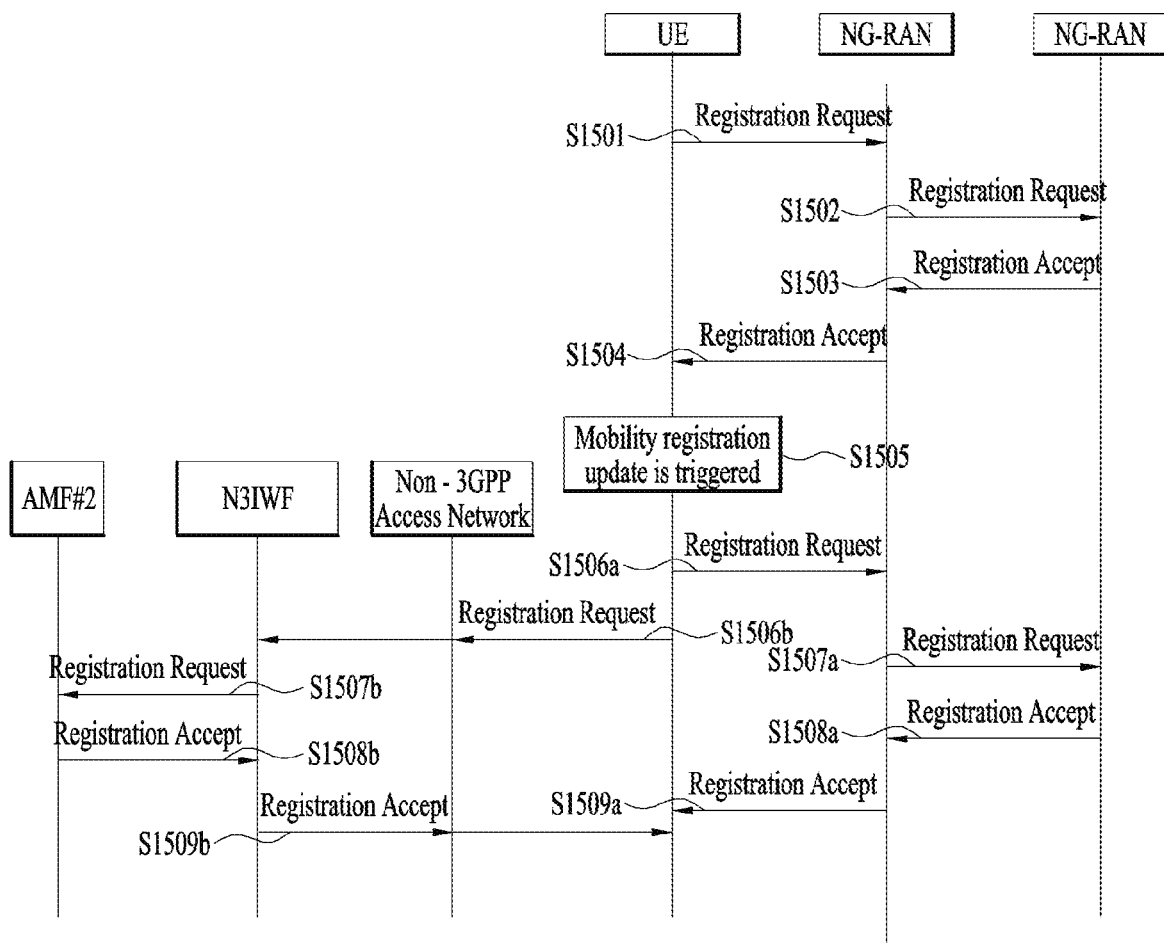 UE
NG-RAN
NG-RAN
Registration Request
S1501
Registration Request
S1502
Registration Accept
S1503
Registration Accept
S1504
Mobility registration
update is triggered
S1505
AMF#2
N3IWF
Non - 3GPP
Access Network
Registration Request
S1506a
Registration Request
S1506b
Registration Request
S1507a
Registration Request
S1507b
Registration Accept
S1508a
Registration Accept
S1508b
Registration Accept
S1509a
Registration Accept
S1509b